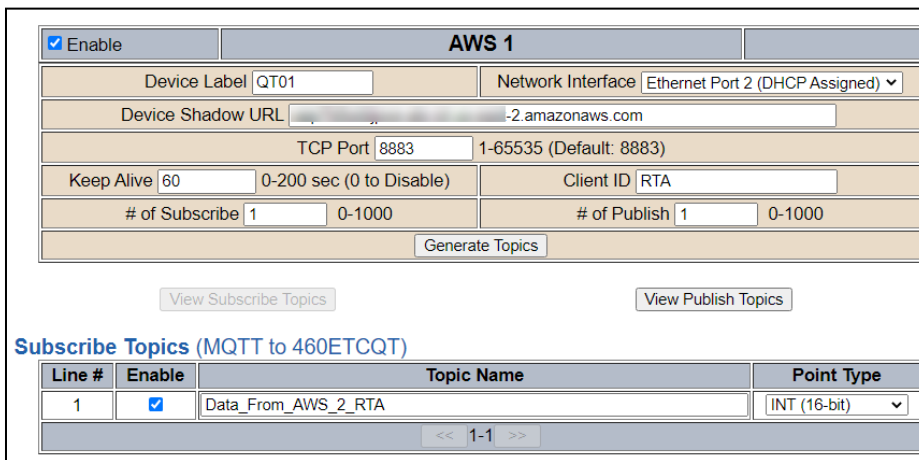 Enable AWS 1
Device Label QT01 Network Interface Ethernet Port 2 (DHCP Assigned)
Device Shadow URL -2.amazonaws.com
TCP Port 8883 1-65535 (Default: 8883)
Keep Alive 60 0-200 sec (0 to Disable) Client ID RTA
# of Subscribe 1 0-1000 # of Publish 1 0-1000
Generate Topics
View Subscribe Topics View Publish Topics
Subscribe Topics (MQTT to 460ETCQT)
Line # Enable Topic Name Point Type
1 Data_From_AWS_2_RTA INT (16-bit)
<< 1-1 >>